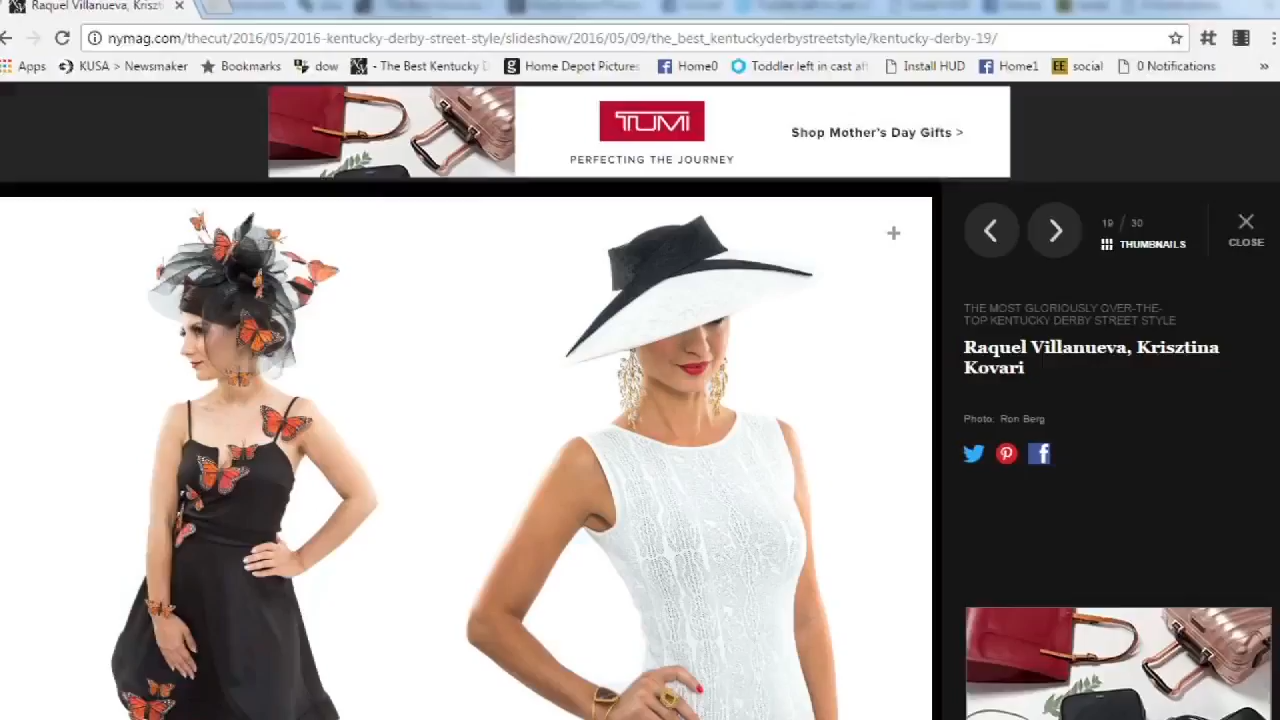 Raquel Villanueva, Kriszt
nymag.com/thecut/2016/05/2016-kentucky-derby-street-style/slideshow/2016/05/09/the_best_kentuckyderbystreetstyle/kentucky-derby-19/
Apps KUSA > Newsmaker Bookmarks dow - The Best Kentucky D Home Depot Pictures Home0 Toddler left in cast aft Install HUD Home1 EE social 0 Notifications »
TUMI
PERFECTING THE JOURNEY
Shop Mother's Day Gifts >
19 / 30
THUMBNAILS
CLOSE
THE MOST GLORIOUSLY OVER-THE-
TOP KENTUCKY DERBY STREET STYLE
Raquel Villanueva, Krisztina
Kovari
Photo: Ron Berg